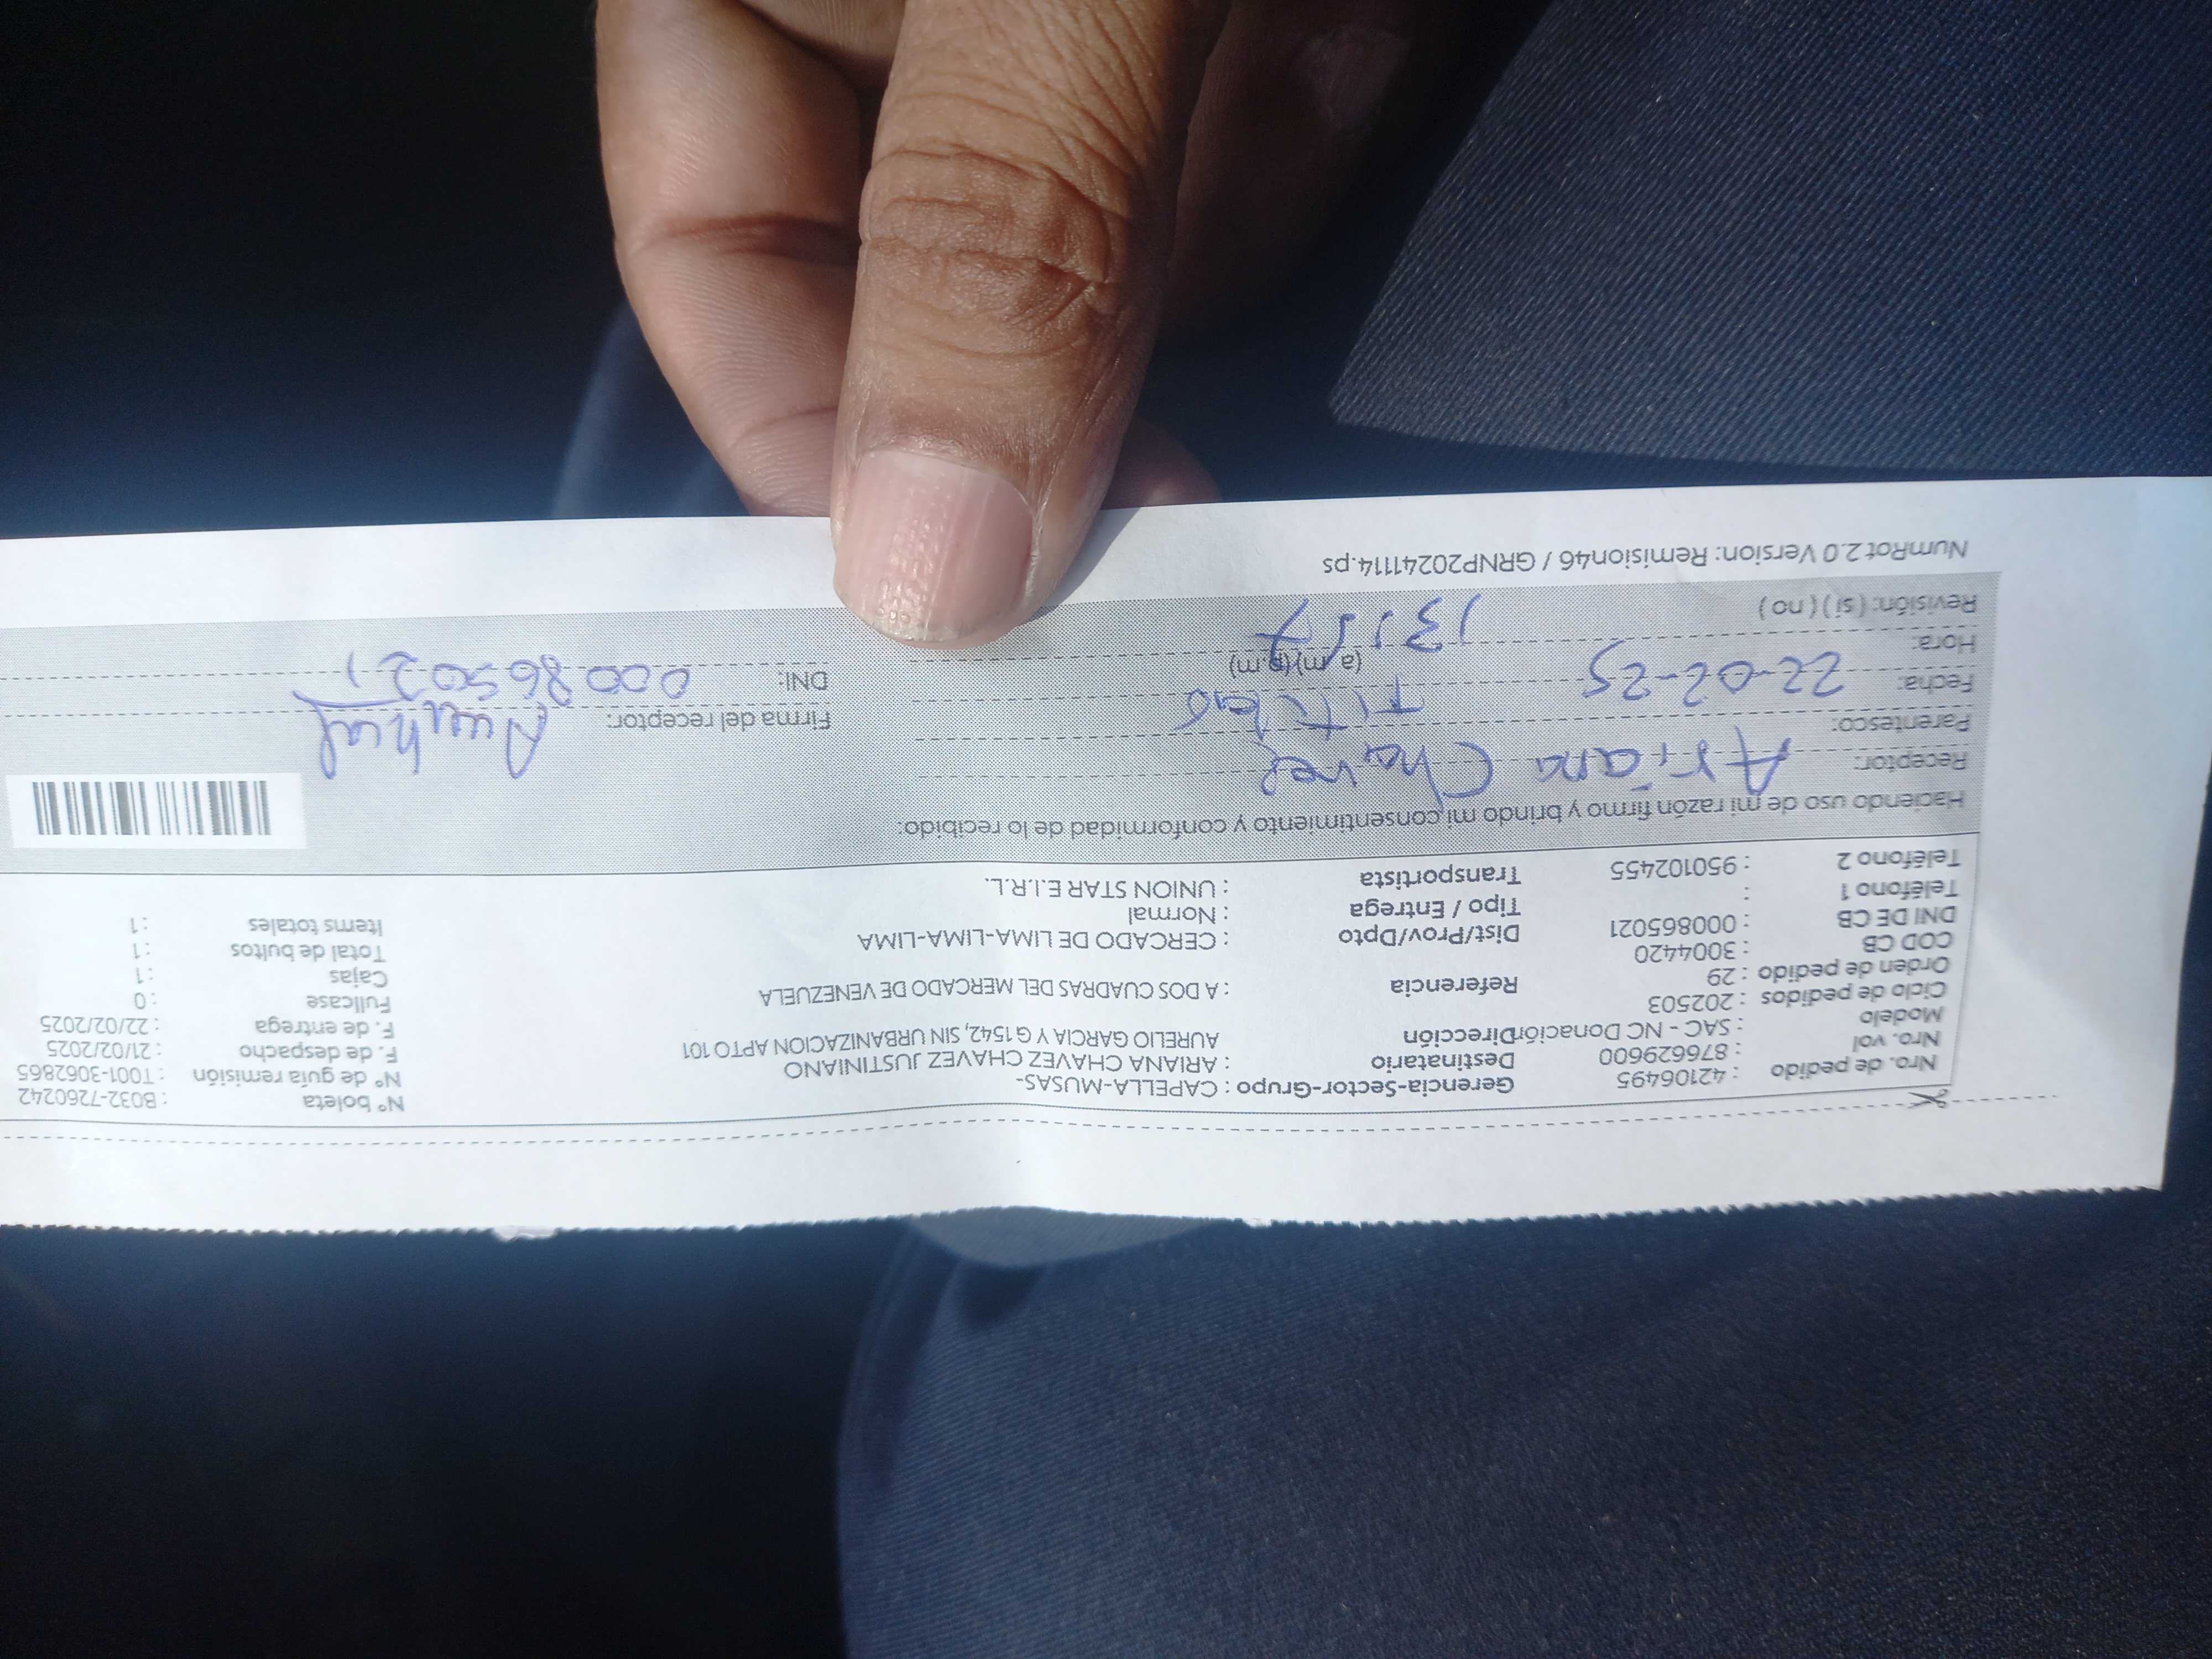 Nro. de pedido : 42106495 Gerencia-Sector-Grupo : CAPELLA-MUSAS- N° boleta : B032-7260242
Nro. vol : 876629600 Destinatario : ARIANA CHAVEZ CHAVEZ JUSTINIANO N° de guia remisión : T001-3062865
Modelo : SAC - NC Donación Dirección AURELIO GARCIA Y G 1542, SIN URBANIZACION APTO 101 F. de despacho : 21/02/2025
Ciclo de pedidos : 202503 F. de entrega : 22/02/2025
Orden de pedido : 29 Referencia : A DOS CUADRAS DEL MERCADO DE VENEZUELA Fullcase : 0
COD CB : 3004420 Cajas : 1
DNI DE CB : 000865021 Dist/Prov/Dpto : CERCADO DE LIMA-LIMA-LIMA Total de bultos : 1
Teléfono 1 : Tipo / Entrega : Normal Items totales : 1
Teléfono 2 : 950102455 Transportista : UNION STAR E.I.R.L.
Haciendo uso de mi razón firmo y brindo mi consentimiento y conformidad de lo recibido:
Receptor: Ariana Chavez
Parentesco: Titular Firma del receptor:
Fecha: 22-02-25 DNI: 000865021
Hora: 13:57 (a.m) (p.m)
Revisión: ( si ) ( no )
NumRot 2.0 Version: Remision46 / GRNP20241114.ps